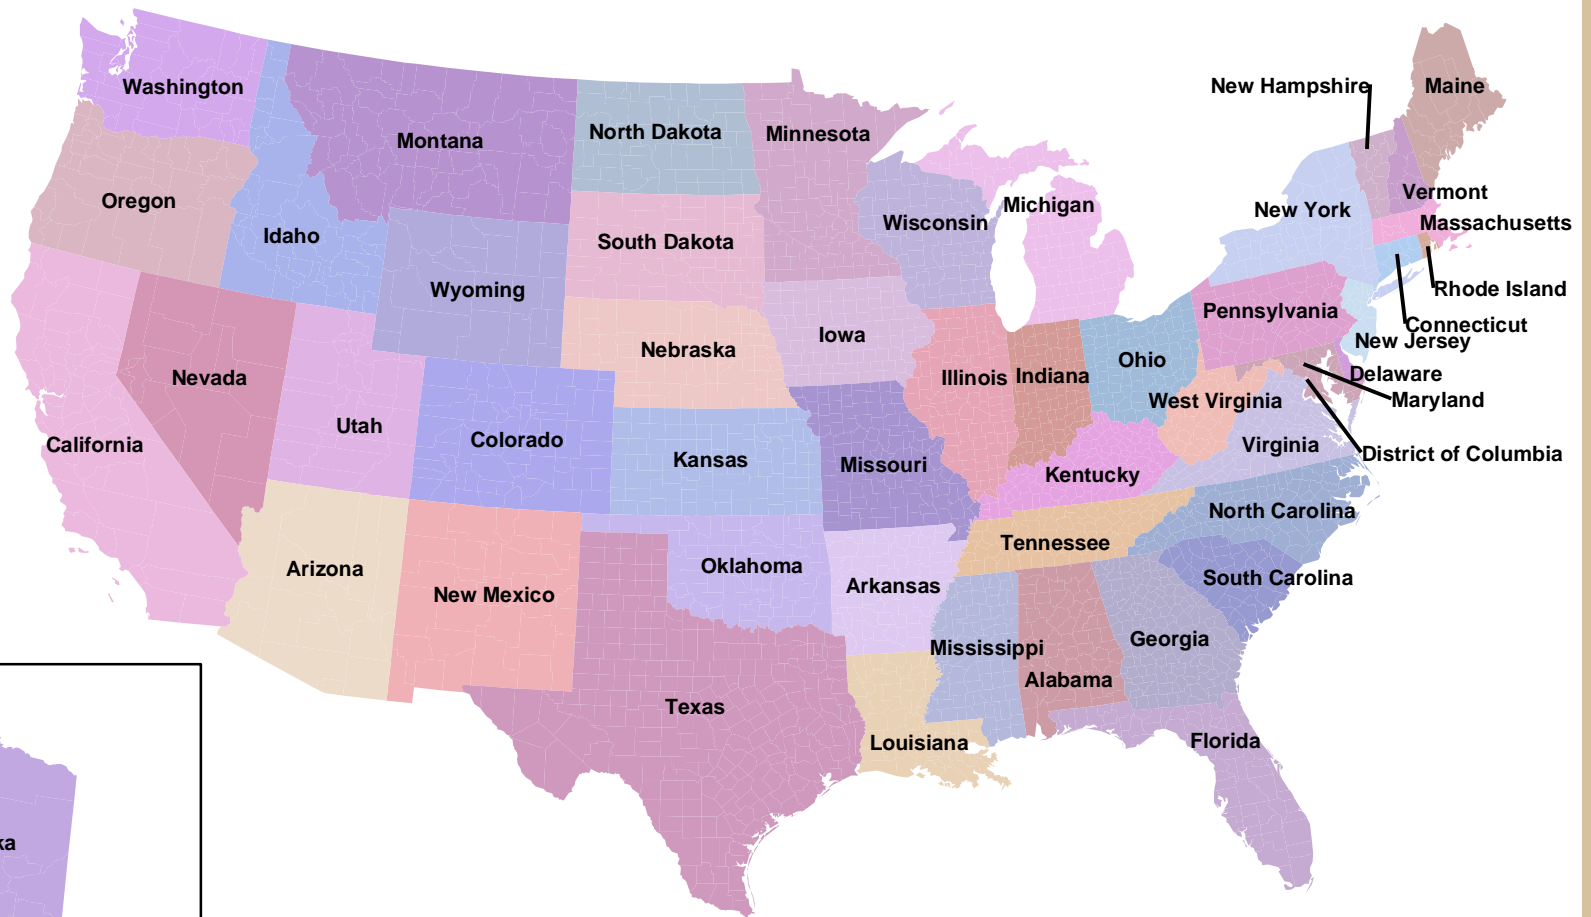 New Hampshire
Maine
Washington
Montana
North Dakota
Minnesota
Oregon
Vermont
Michigan
New York
Wisconsin
Massachusetts
Idaho
South Dakota
Wyoming
Rhode Island
Pennsylvania
Connecticut
Iowa
New Jersey
Nebraska
Ohio
Nevada
Illinois
Indiana
Delaware
West Virginia
Maryland
Utah
Colorado
California
Virginia
District of Columbia
Kansas
Missouri
Kentucky
North Carolina
Tennessee
Oklahoma
Arizona
South Carolina
Arkansas
New Mexico
Georgia
Mississippi
Alabama
Texas
Florida
Louisiana
ka